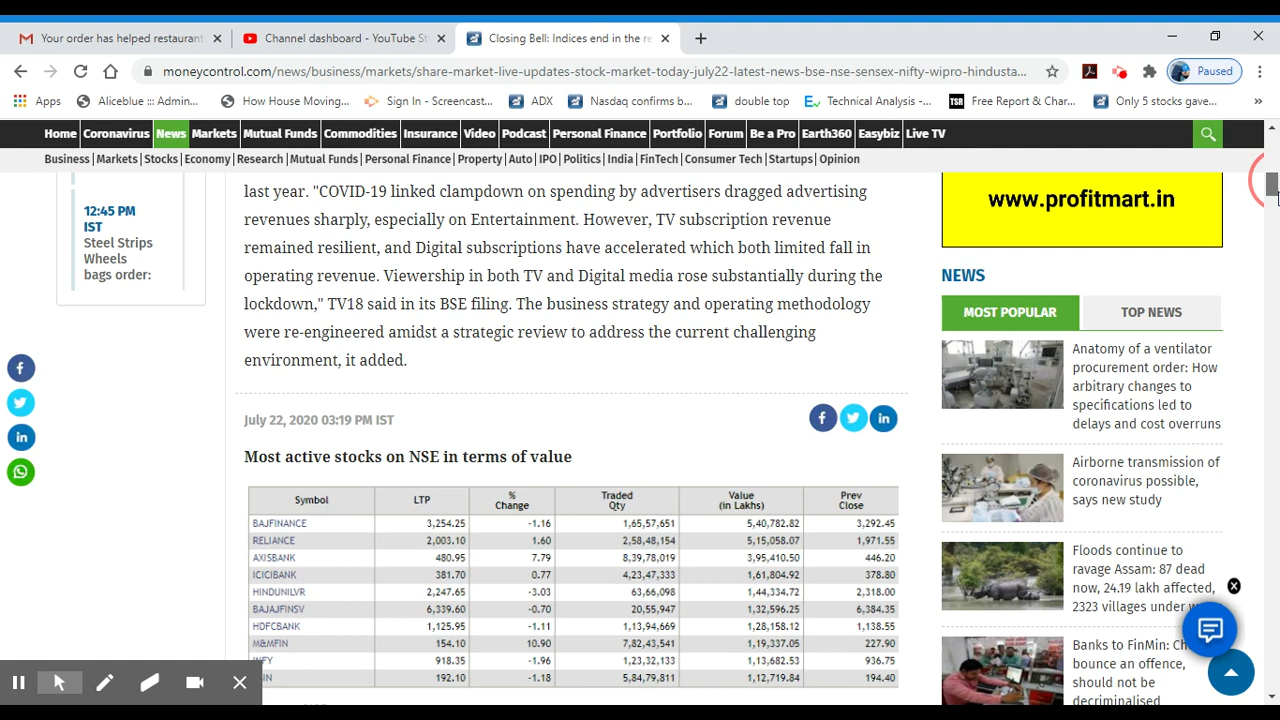 Your order has helped restauran
Channel dashboard - YouTube St
Closing Bell: Indices end in the re
moneycontrol.com/news/business/markets/share-market-live-updates-stock-market-today-july22-latest-news-bse-nse-sensex-nifty-wipro-hindusta...
Paused
Apps
Aliceblue ::: Admin...
How House Moving...
Sign In - Screencast...
ADX
Nasdaq confirms b...
double top
Technical Analysis -...
TSR
Free Report & Char...
Only 5 stocks gave...
Home Coronavirus News Markets Mutual Funds Commodities Insurance Video Podcast Personal Finance Portfolio Forum Be a Pro Earth360 Easybiz Live TV
Business | Markets | Stocks | Economy | Research | Mutual Funds | Personal Finance | Property | Auto | IPO | Politics | India | FinTech | Consumer Tech | Startups | Opinion
12:45 PM
IST
Steel Strips
Wheels
bags order:
last year. "COVID-19 linked clampdown on spending by advertisers dragged advertising
revenues sharply, especially on Entertainment. However, TV subscription revenue
remained resilient, and Digital subscriptions have accelerated which both limited fall in
operating revenue. Viewership in both TV and Digital media rose substantially during the
lockdown," TV18 said in its BSE filing. The business strategy and operating methodology
were re-engineered amidst a strategic review to address the current challenging
environment, it added.
July 22, 2020 03:19 PM IST
Most active stocks on NSE in terms of value
Symbol LTP % Change Traded Qty Value (in Lakhs) Prev Close
BAJFINANCE 3,254.25 -1.16 1,65,57,651 5,40,782.82 3,292.45
RELIANCE 2,003.10 1.60 2,58,48,154 5,15,058.07 1,971.55
AXISBANK 480.95 7.79 8,39,78,019 3,95,410.50 446.20
ICICIBANK 381.70 0.77 4,23,47,333 1,61,804.92 378.80
HINDUNILVR 2,247.65 -3.03 63,66,098 1,44,334.72 2,318.00
BAJAJFINSV 6,339.60 -0.70 20,55,947 1,32,596.25 6,384.35
HDFCBANK 1,125.95 -1.11 1,13,94,669 1,28,158.12 1,138.55
M&MFIN 154.10 10.90 7,82,43,541 1,19,337.05 227.90
INFY 918.35 -1.96 1,23,32,133 1,13,682.53 936.75
192.10 -1.18 5,84,79,811 1,12,719.84 194.40
www.profitmart.in
NEWS
MOST POPULAR
TOP NEWS
Anatomy of a ventilator
procurement order: How
arbitrary changes to
specifications led to
delays and cost overruns
Airborne transmission of
coronavirus possible,
says new study
Floods continue to
ravage Assam: 87 dead
now, 24.19 lakh affected,
2323 villages under
Banks to FinMin:
bounce an offence,
should not be
decriminalised